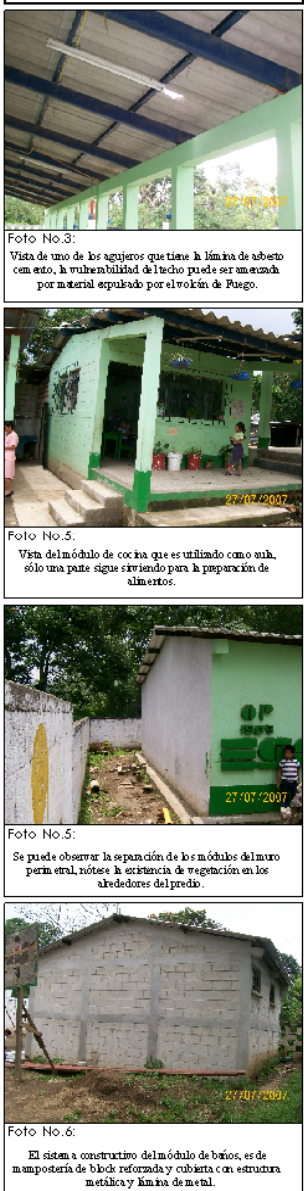 27/07/2007
Foto No.3:
Vista de uno de los agujeros que tiene la lámina de asbesto
cemento, la vulnerabilidad del techo puede ser amenzada
por material expulsado por el volcán de Fuego.
27/07/2007
Foto No.5:
Vista del módulo de cocina que es utilizado como aula,
sólo una parte sigue sirviendo para la preparación de
alimentos.
OP
27/07/2007
Foto No.5:
Se puede observar la separación de los módulos del muro
perimetral, nótese la existencia de vegetación en los
alrededores del predio.
27/07/2007
Foto No.6:
El sistema constructivo del módulo de baños, es de
mampostería de block reforzada y cubierta con estructura
metálica y lámina de metal.